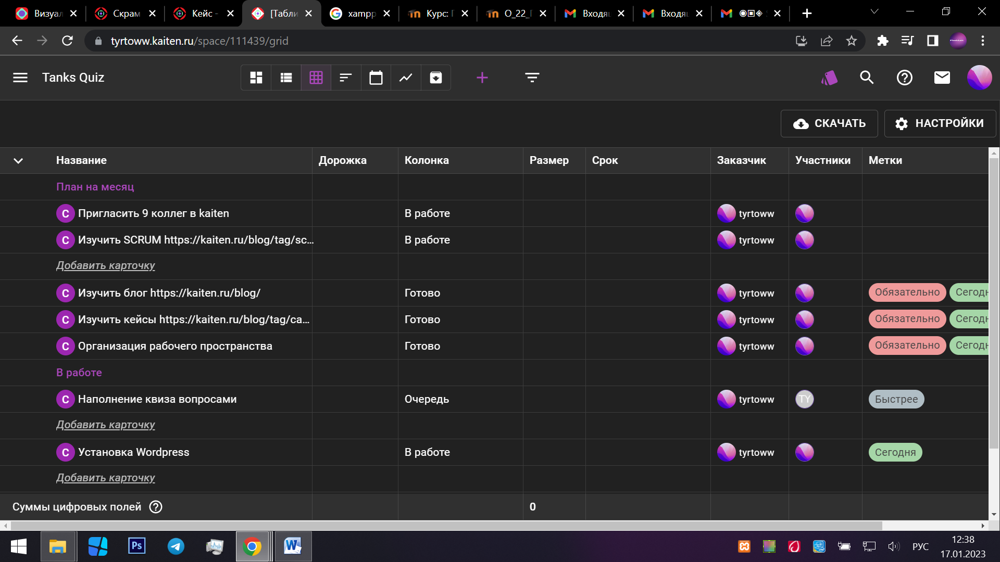 Визуал
Скрам
Кейс -
[Табли
xampp
Курс: Г
O_22_Г
Входящ
Входящ
tyrtoww.kaiten.ru/space/111439/grid
Tanks Quiz
СКАЧАТЬ
НАСТРОЙКИ
Название Дорожка Колонка Размер Срок Заказчик Участники Метки
План на месяц
С Пригласить 9 коллег в kaiten В работе tyrtoww
С Изучить SCRUM https://kaiten.ru/blog/tag/sc... В работе tyrtoww
Добавить карточку
С Изучить блог https://kaiten.ru/blog/ Готово tyrtoww Обязательно Сегодн
С Изучить кейсы https://kaiten.ru/blog/tag/ca... Готово tyrtoww Обязательно Сегодн
С Организация рабочего пространства Готово tyrtoww Обязательно Сегодн
В работе
С Наполнение квиза вопросами Очередь tyrtoww TY Быстрее
Добавить карточку
С Установка Wordpress В работе tyrtoww Сегодня
Добавить карточку
Суммы цифровых полей 0
Ps
W
РУС
12:38
17.01.2023